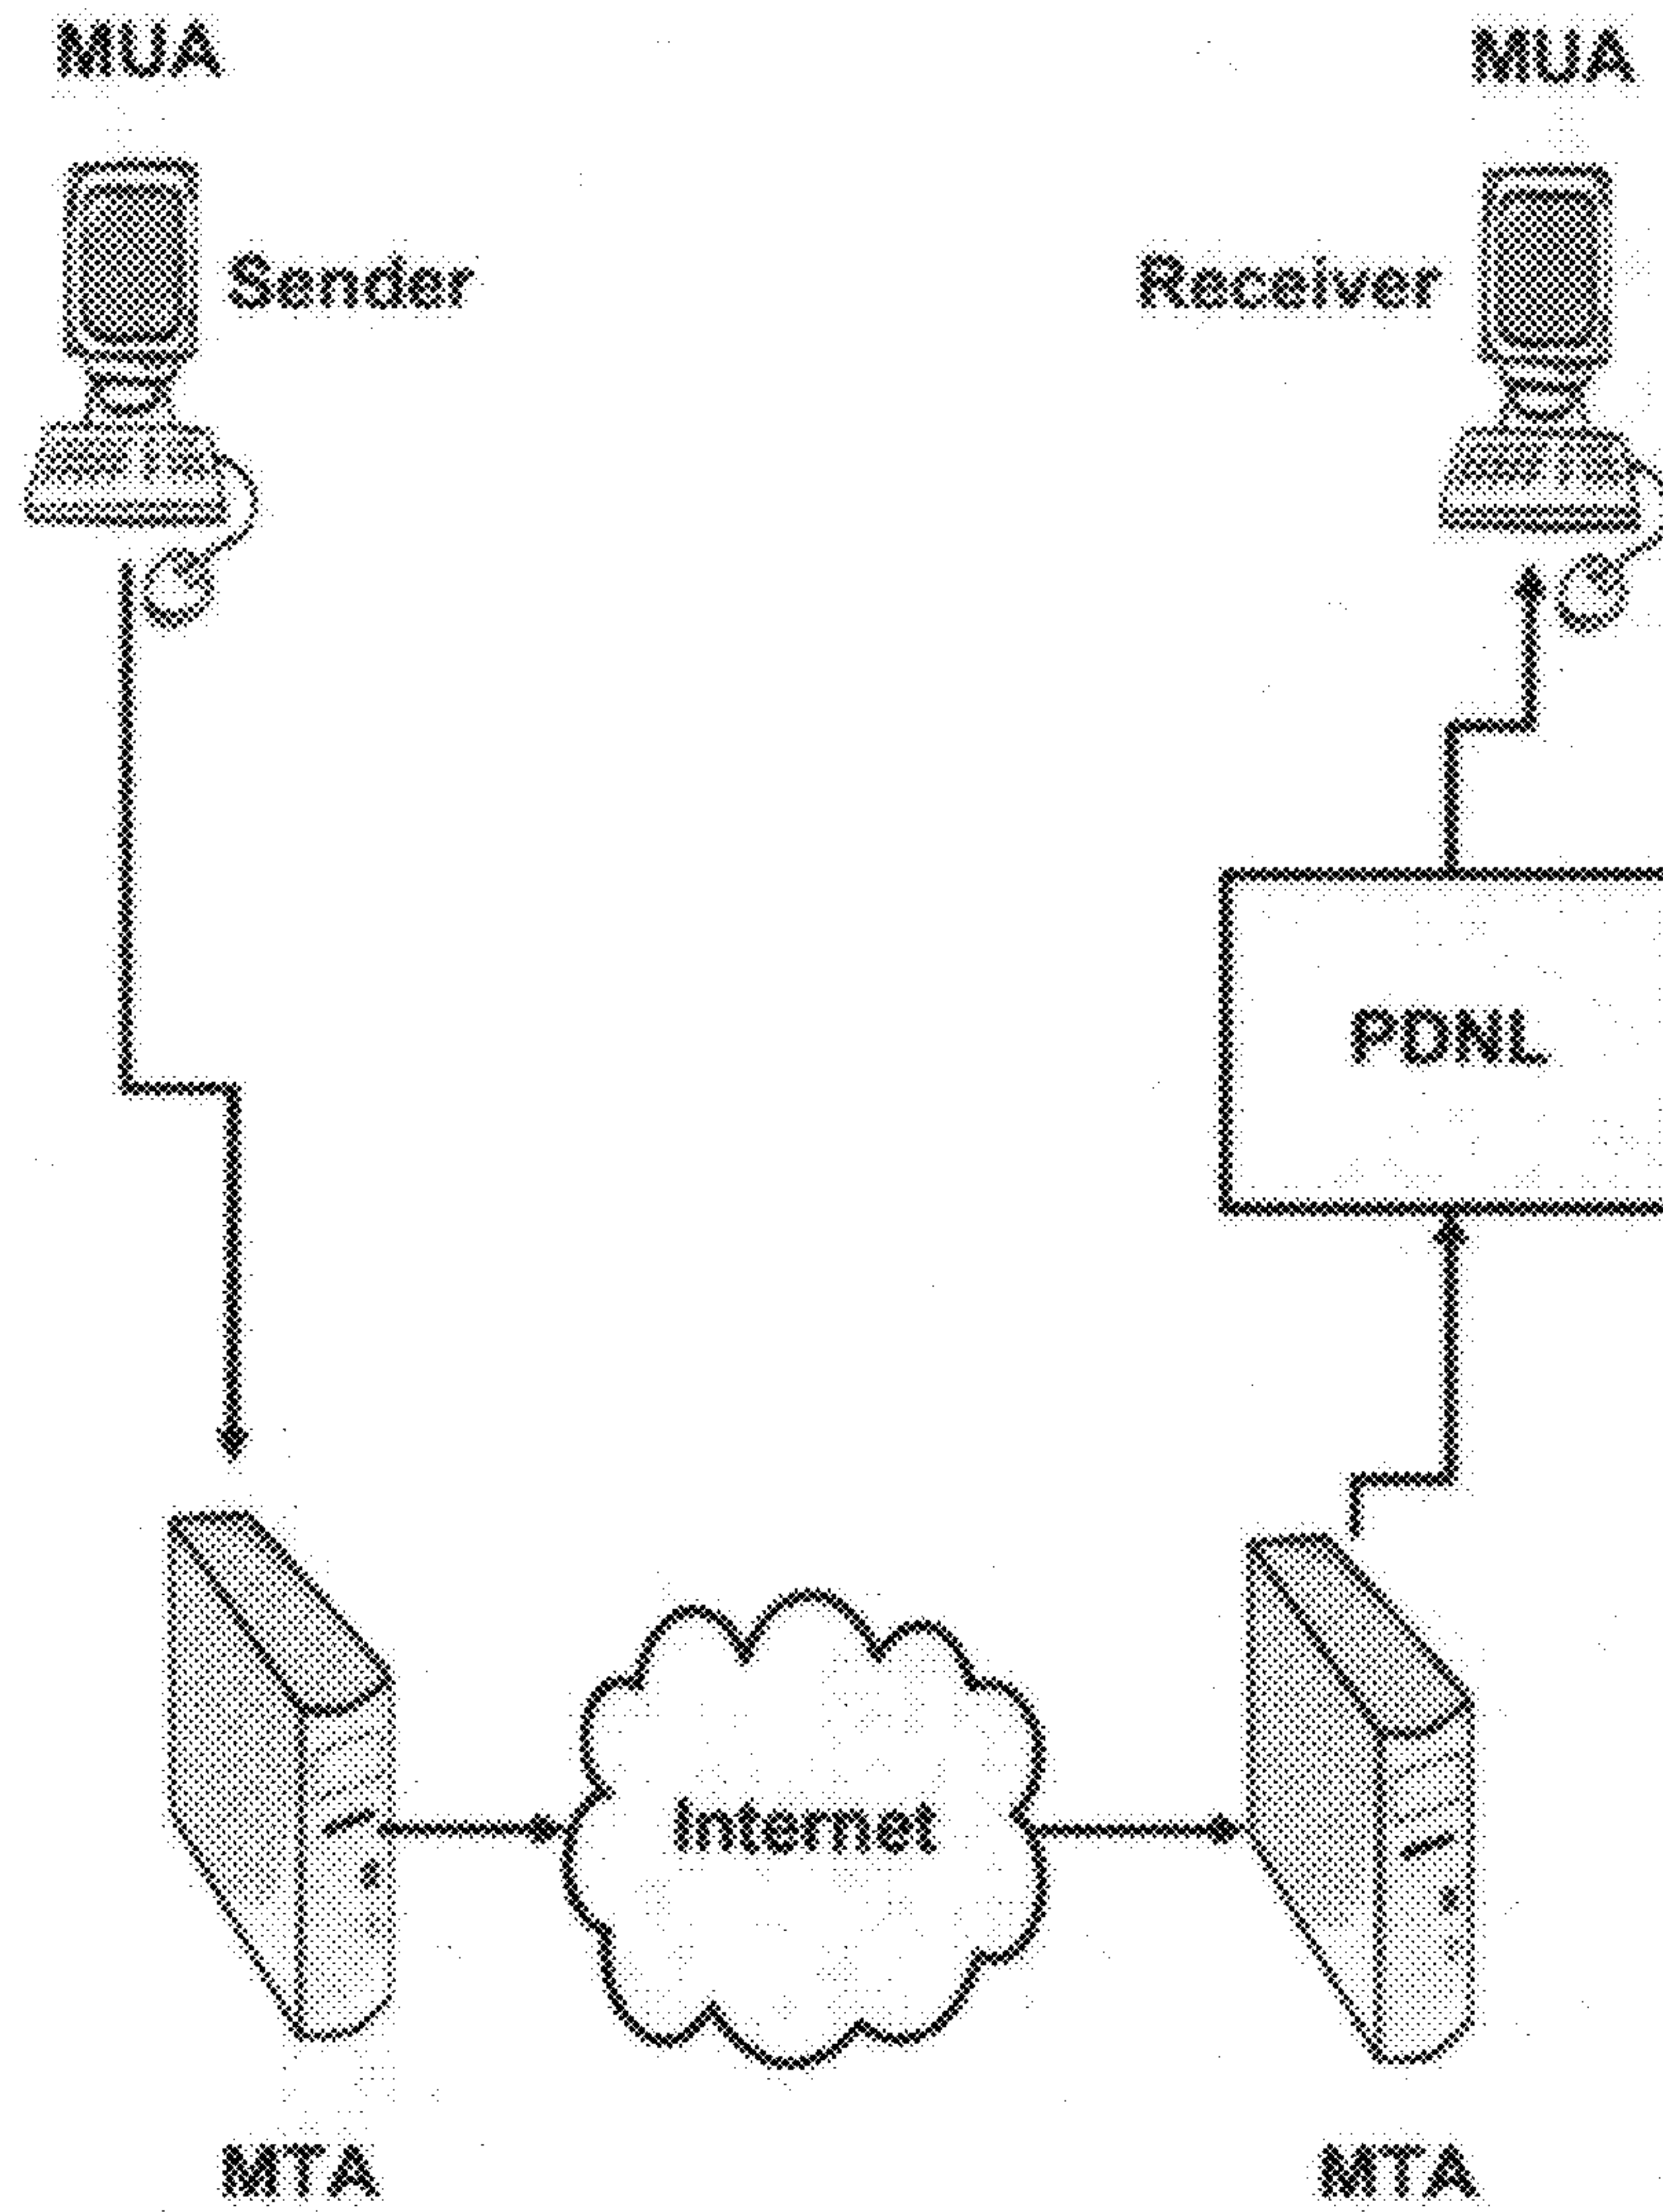 MUA
MUA
Sender
Receiver
PDNL
Internet
MTA
MTA